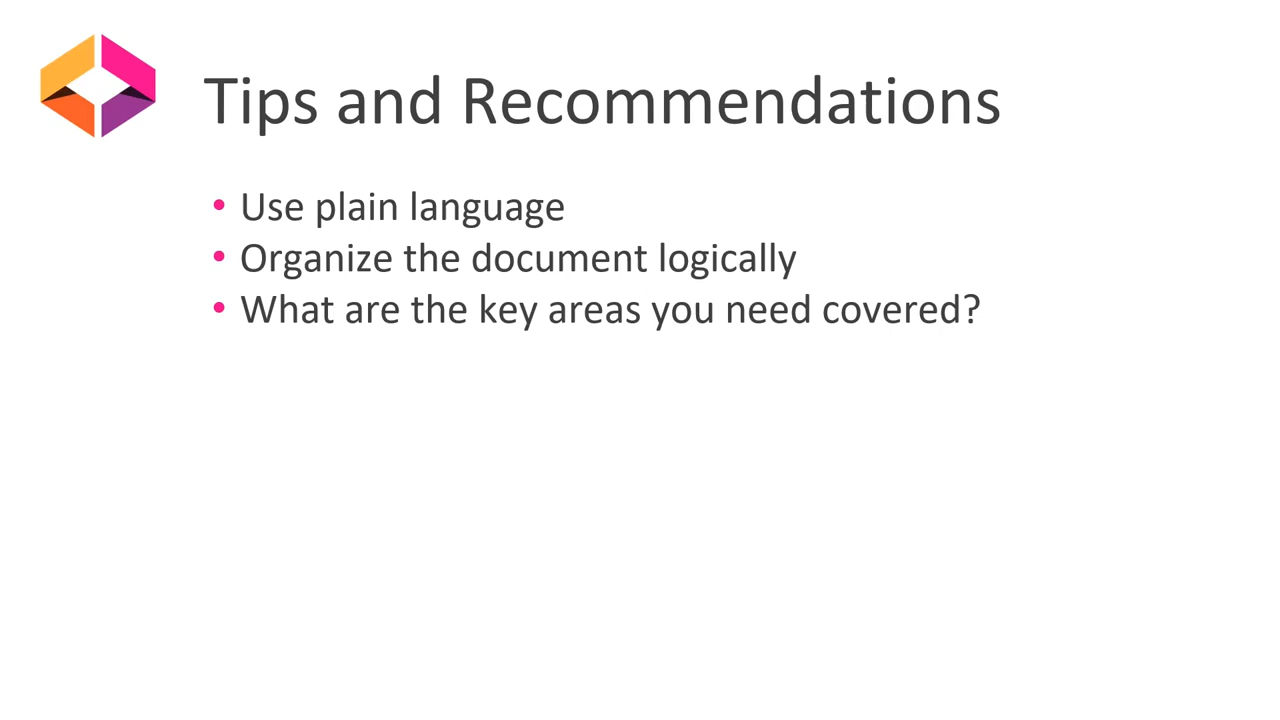 Tips and Recommendations
• Use plain language
• Organize the document logically
• What are the key areas you need covered?